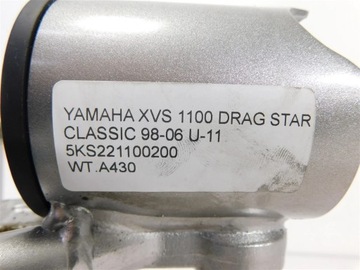 YAMAHA XVS 1100 DRAG STAR
CLASSIC 98-06 U-11
5KS221100200
WT.A430